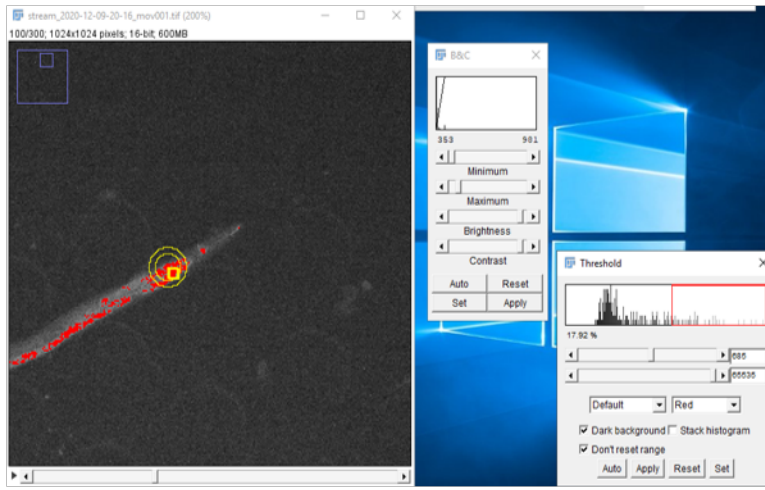 stream_2020-12-09-20-16_mov001.tif (200%)
100/300; 1024x1024 pixels; 16-bit; 600MB
B&C
353 981
Minimum
Maximum
Brightness
Contrast
Auto Reset
Set Apply
Threshold
17.92 %
685
65535
Default Red
Dark background Stack histogram
Don't reset range
Auto Apply Reset Set